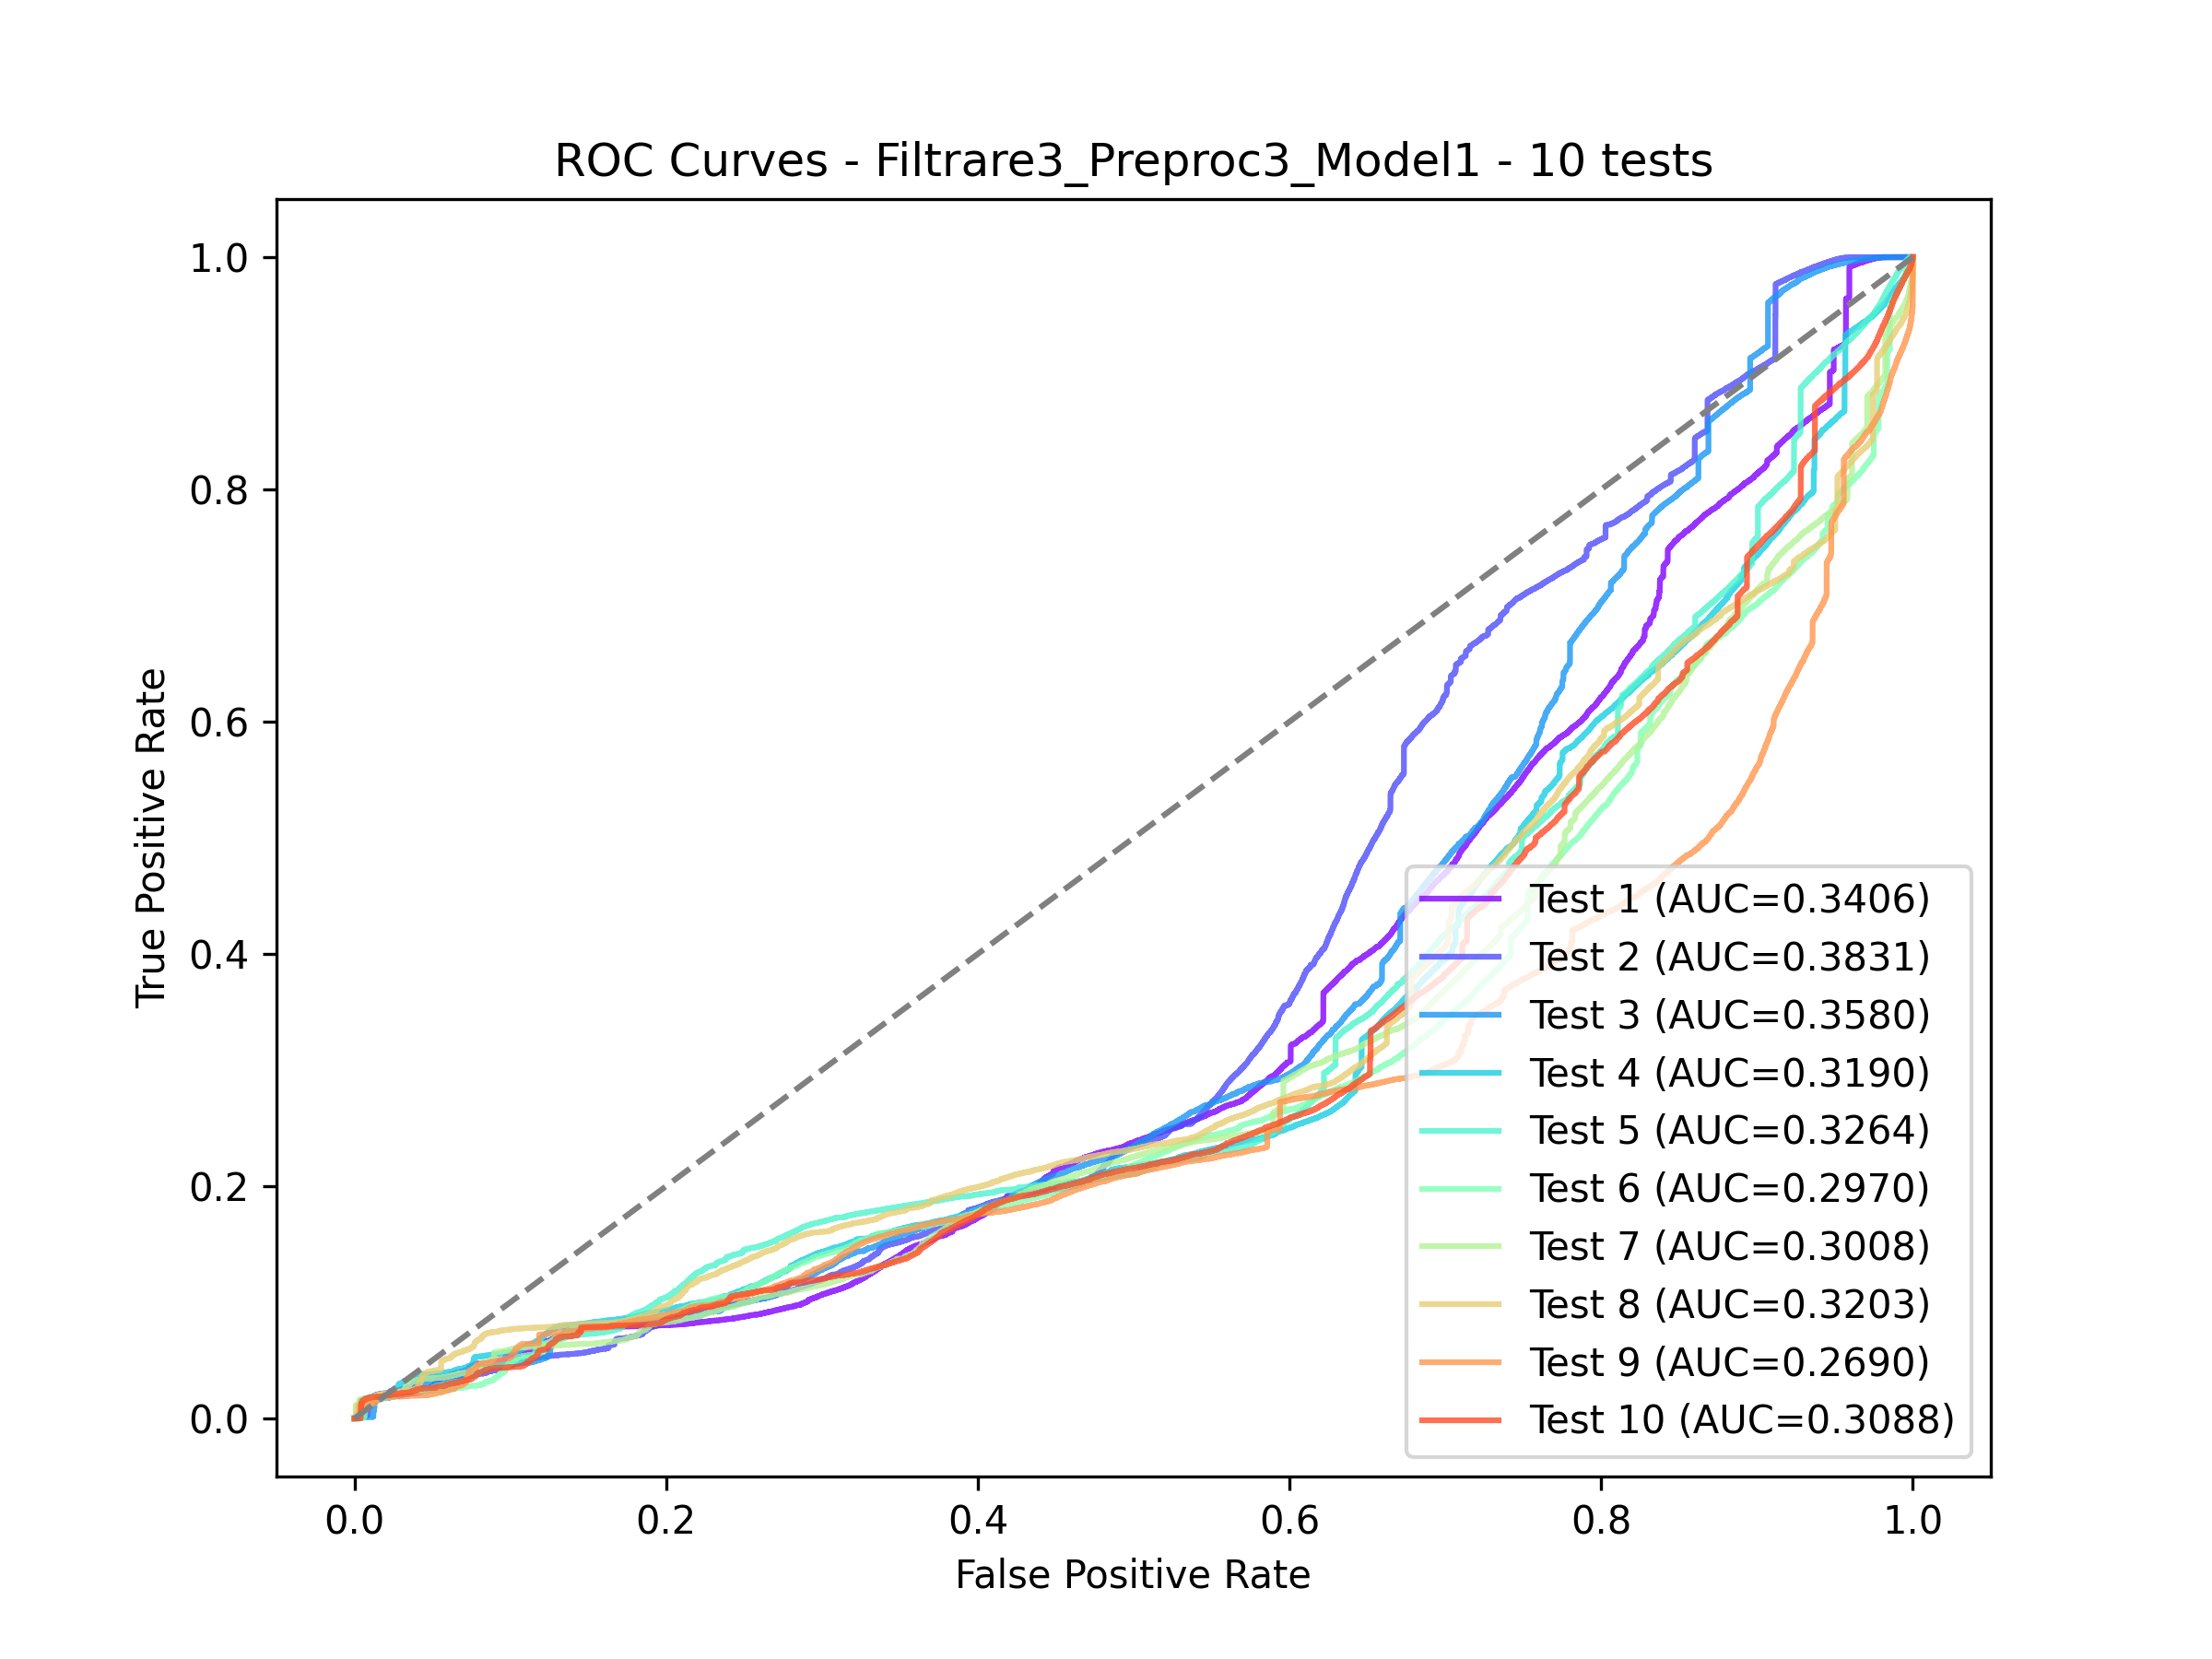 ROC Curves - Filtrare3_Preproc3_Model1 - 10 tests
True Positive Rate
1.0
0.8
0.6
0.4
0.2
0.0
0.0 0.2 0.4 0.6 0.8 1.0
False Positive Rate
Test 1 (AUC=0.3406)
Test 2 (AUC=0.3831)
Test 3 (AUC=0.3580)
Test 4 (AUC=0.3190)
Test 5 (AUC=0.3264)
Test 6 (AUC=0.2970)
Test 7 (AUC=0.3008)
Test 8 (AUC=0.3203)
Test 9 (AUC=0.2690)
Test 10 (AUC=0.3088)